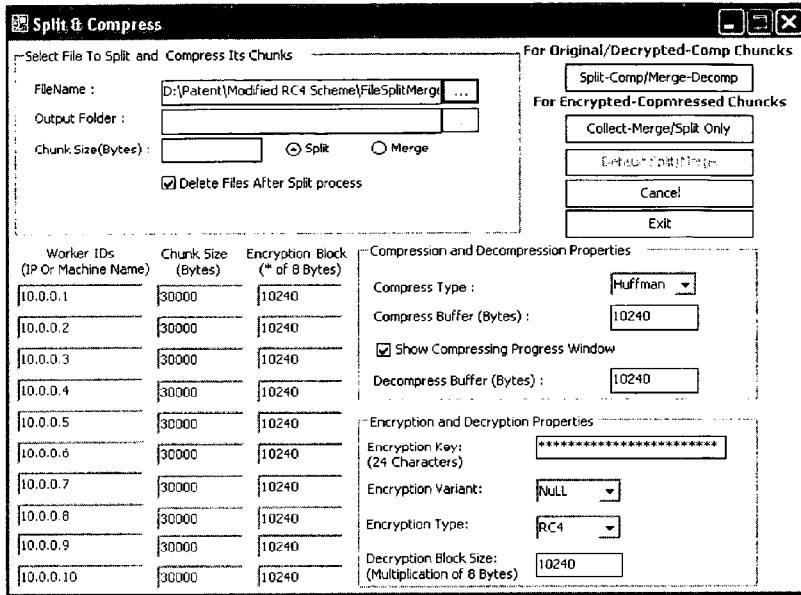 Split & Compress
Select File To Split and Compress Its Chunks
FileName :
D:\Patent\Modified RC4 Scheme\FileSplitMerge
...
Output Folder :
Chunk Size(Bytes) :
Split
Merge
Delete Files After Split process
For Original/Decrypted-Comp Chuncks
Split-Comp/Merge-Decomp
For Encrypted-Copmressed Chuncks
Collect-Merge/Split Only
Default Split/Merge
Cancel
Exit
Worker IDs
(IP Or Machine Name)
Chunk Size
(Bytes)
Encryption Block
(* of 8 Bytes)
10.0.0.1 30000 10240
10.0.0.2 30000 10240
10.0.0.3 30000 10240
10.0.0.4 30000 10240
10.0.0.5 30000 10240
10.0.0.6 30000 10240
10.0.0.7 30000 10240
10.0.0.8 30000 10240
10.0.0.9 30000 10240
10.0.0.10 30000 10240
Compression and Decompression Properties
Compress Type : Huffman
Compress Buffer (Bytes) : 10240
Show Compressing Progress Window
Decompress Buffer (Bytes) : 10240
Encryption and Decryption Properties
Encryption Key:
(24 Characters)
************************
Encryption Variant: NuLL
Encryption Type: RC4
Decryption Block Size:
(Multiplication of 8 Bytes)
10240